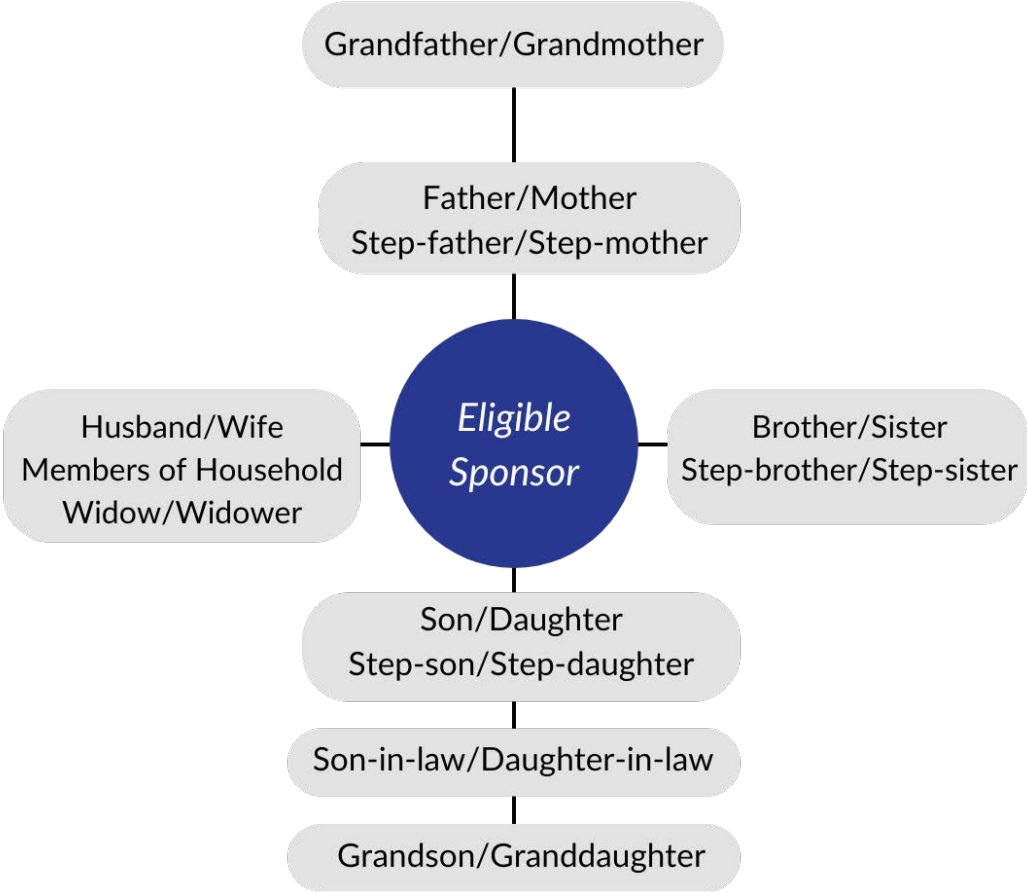 Grandfather/Grandmother
Father/Mother
Step-father/Step-mother
Eligible
Sponsor
Husband/Wife
Members of Household
Widow/Widower
Brother/Sister
Step-brother/Step-sister
Son/Daughter
Step-son/Step-daughter
Son-in-law/Daughter-in-law
Grandson/Granddaughter